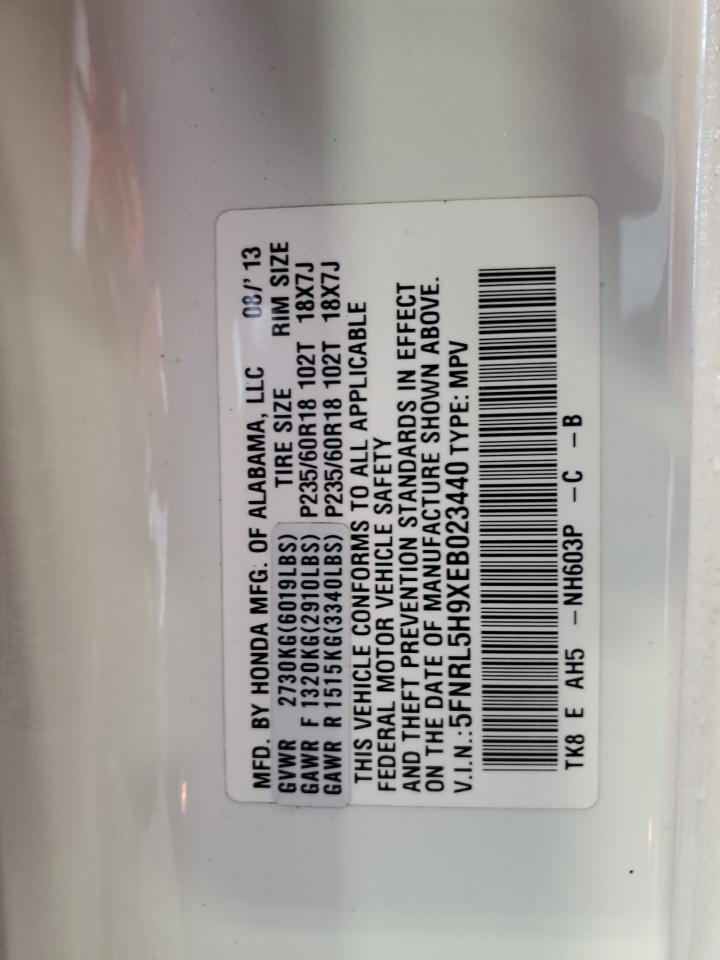 MFD. BY HONDA MFG. OF ALABAMA, LLC 08/'13
GVWR 2730KG(6019LBS) TIRE SIZE RIM SIZE
GAWR F 1320KG(2910LBS) P235/60R18 102T 18X7J
GAWR R 1515KG(3340LBS) P235/60R18 102T 18X7J
THIS VEHICLE CONFORMS TO ALL APPLICABLE
FEDERAL MOTOR VEHICLE SAFETY
AND THEFT PREVENTION STANDARDS IN EFFECT
ON THE DATE OF MANUFACTURE SHOWN ABOVE.
V.I.N.:5FNRL5H9XEB023440 TYPE: MPV
TK8 E AH5 -NH603P -C -B